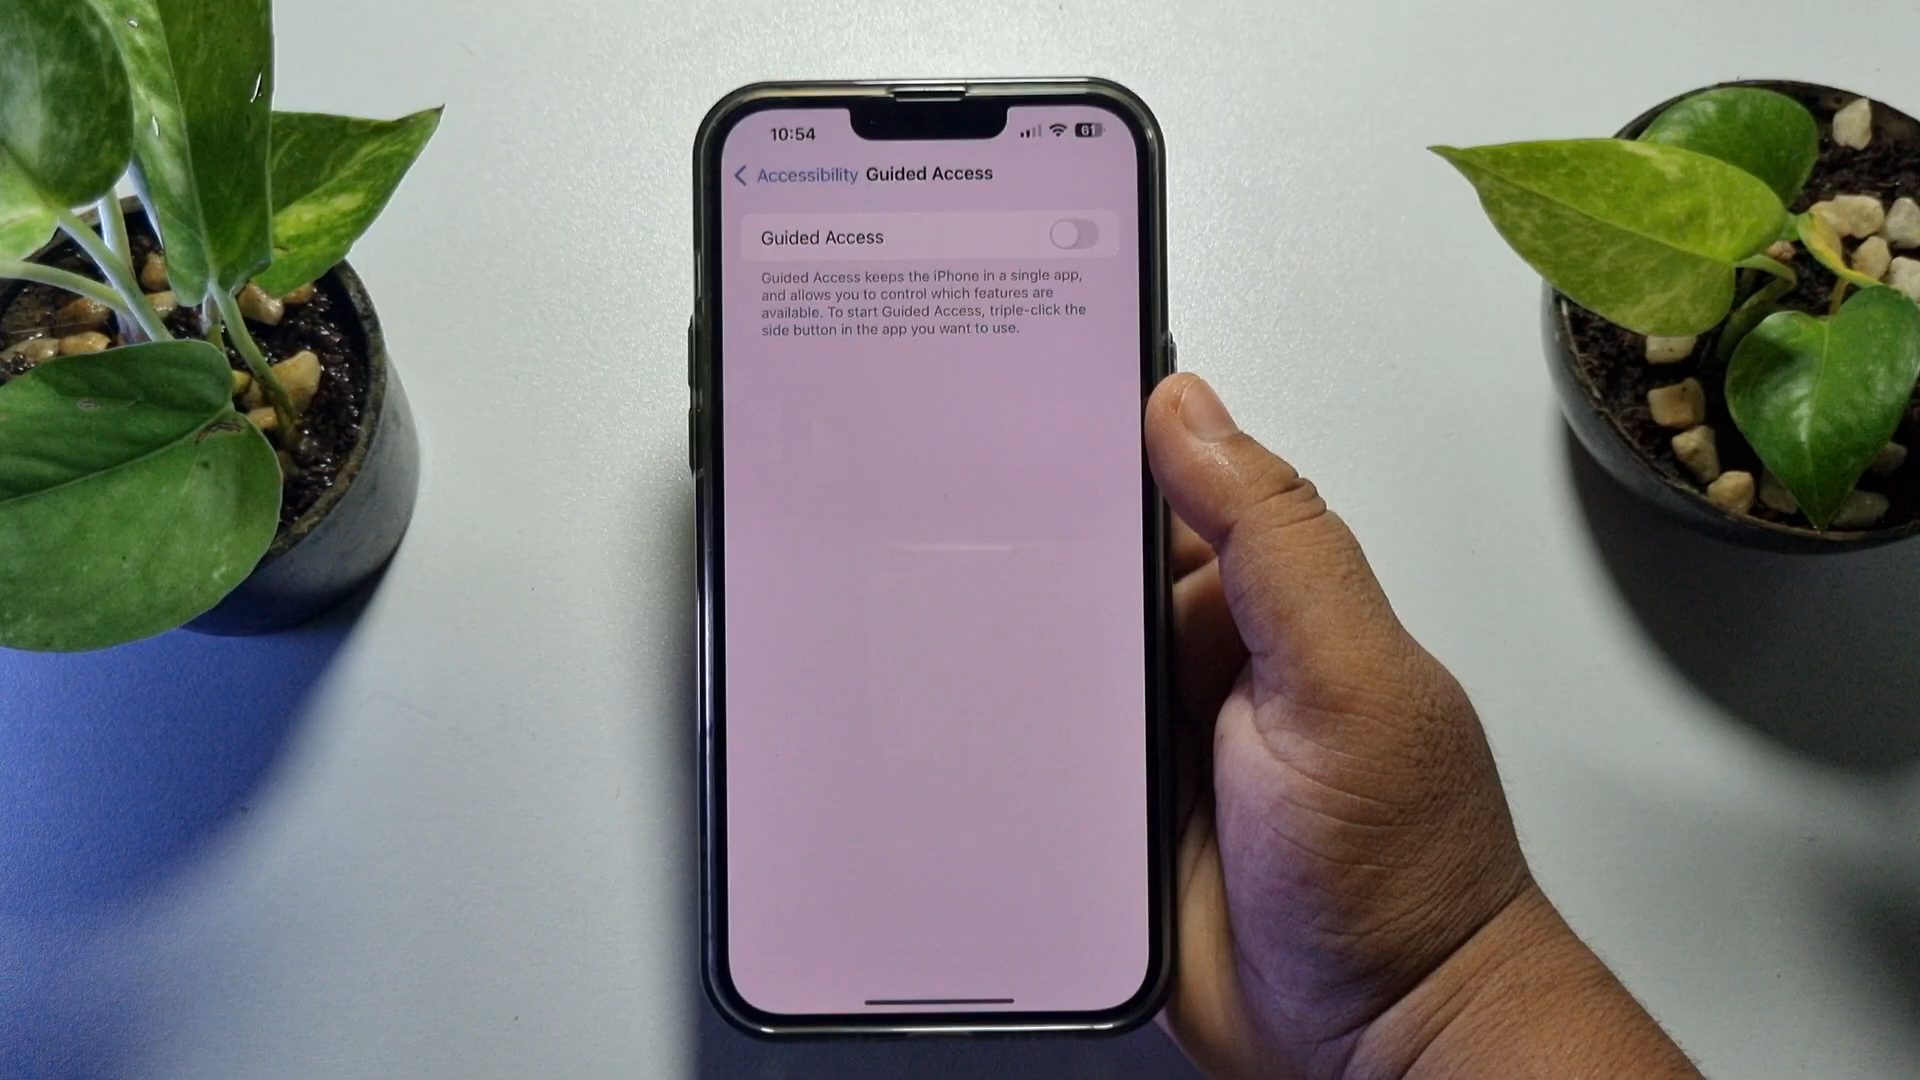 10:54
61
Accessibility Guided Access
Guided Access
Guided Access keeps the iPhone in a single app,
and allows you to control which features are
available. To start Guided Access, triple-click the
side button in the app you want to use.